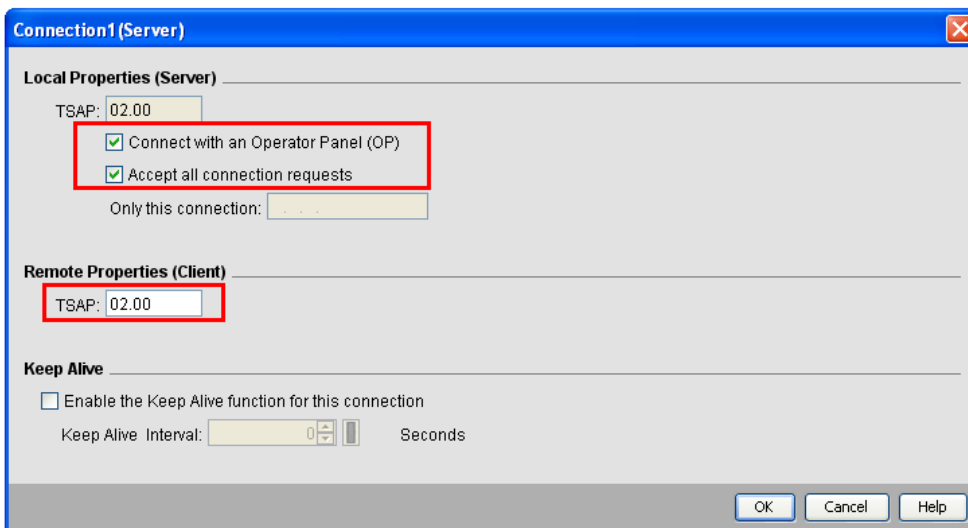 Connection1(Server)
Local Properties (Server)
TSAP: 02.00
Connect with an Operator Panel (OP)
Accept all connection requests
Only this connection: . . .
Remote Properties (Client)
TSAP: 02.00
Keep Alive
Enable the Keep Alive function for this connection
Keep Alive Interval: 0 Seconds
OK Cancel Help